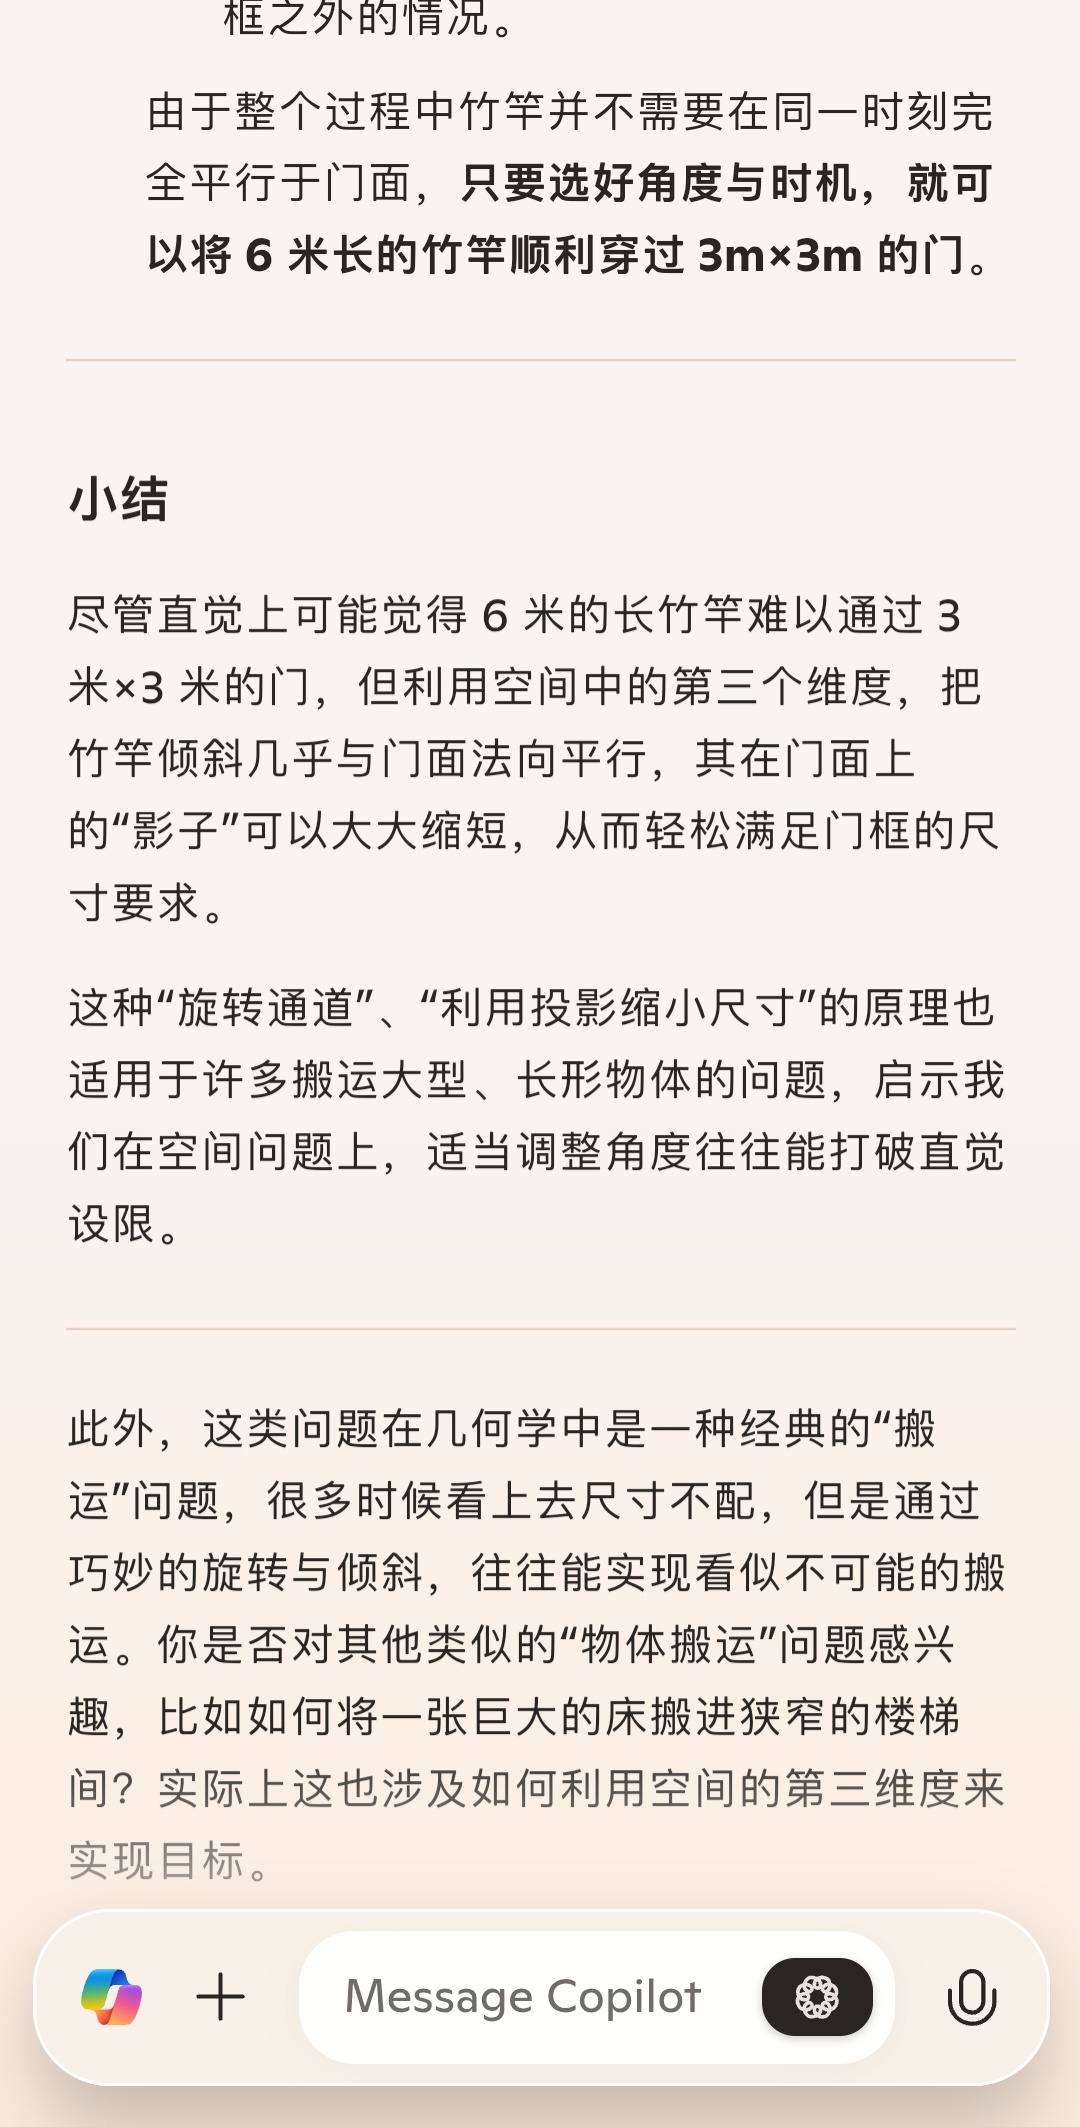 框之外的情况。
由于整个过程中竹竿并不需要在同一时刻完
全平行于门面，只要选好角度与时机，就可
以将 6 米长的竹竿顺利穿过 3m×3m 的门。
小结
尽管直觉上可能觉得 6 米的长竹竿难以通过 3
米×3 米的门，但利用空间中的第三个维度，把
竹竿倾斜几乎与门面法向平行，其在门面上
的“影子”可以大大缩短，从而轻松满足门框的尺
寸要求。
这种“旋转通道”、“利用投影缩小尺寸”的原理也
适用于许多搬运大型、长形物体的问题，启示我
们在空间问题上，适当调整角度往往能打破直觉
设限。
此外，这类问题在几何学中是一种经典的“搬
运”问题，很多时候看上去尺寸不配，但是通过
巧妙的旋转与倾斜，往往能实现看似不可能的搬
运。你是否对其他类似的“物体搬运”问题感兴
趣，比如如何将一张巨大的床搬进狭窄的楼梯
间？实际上这也涉及如何利用空间的第三维度来
实现目标。
Message Copilot